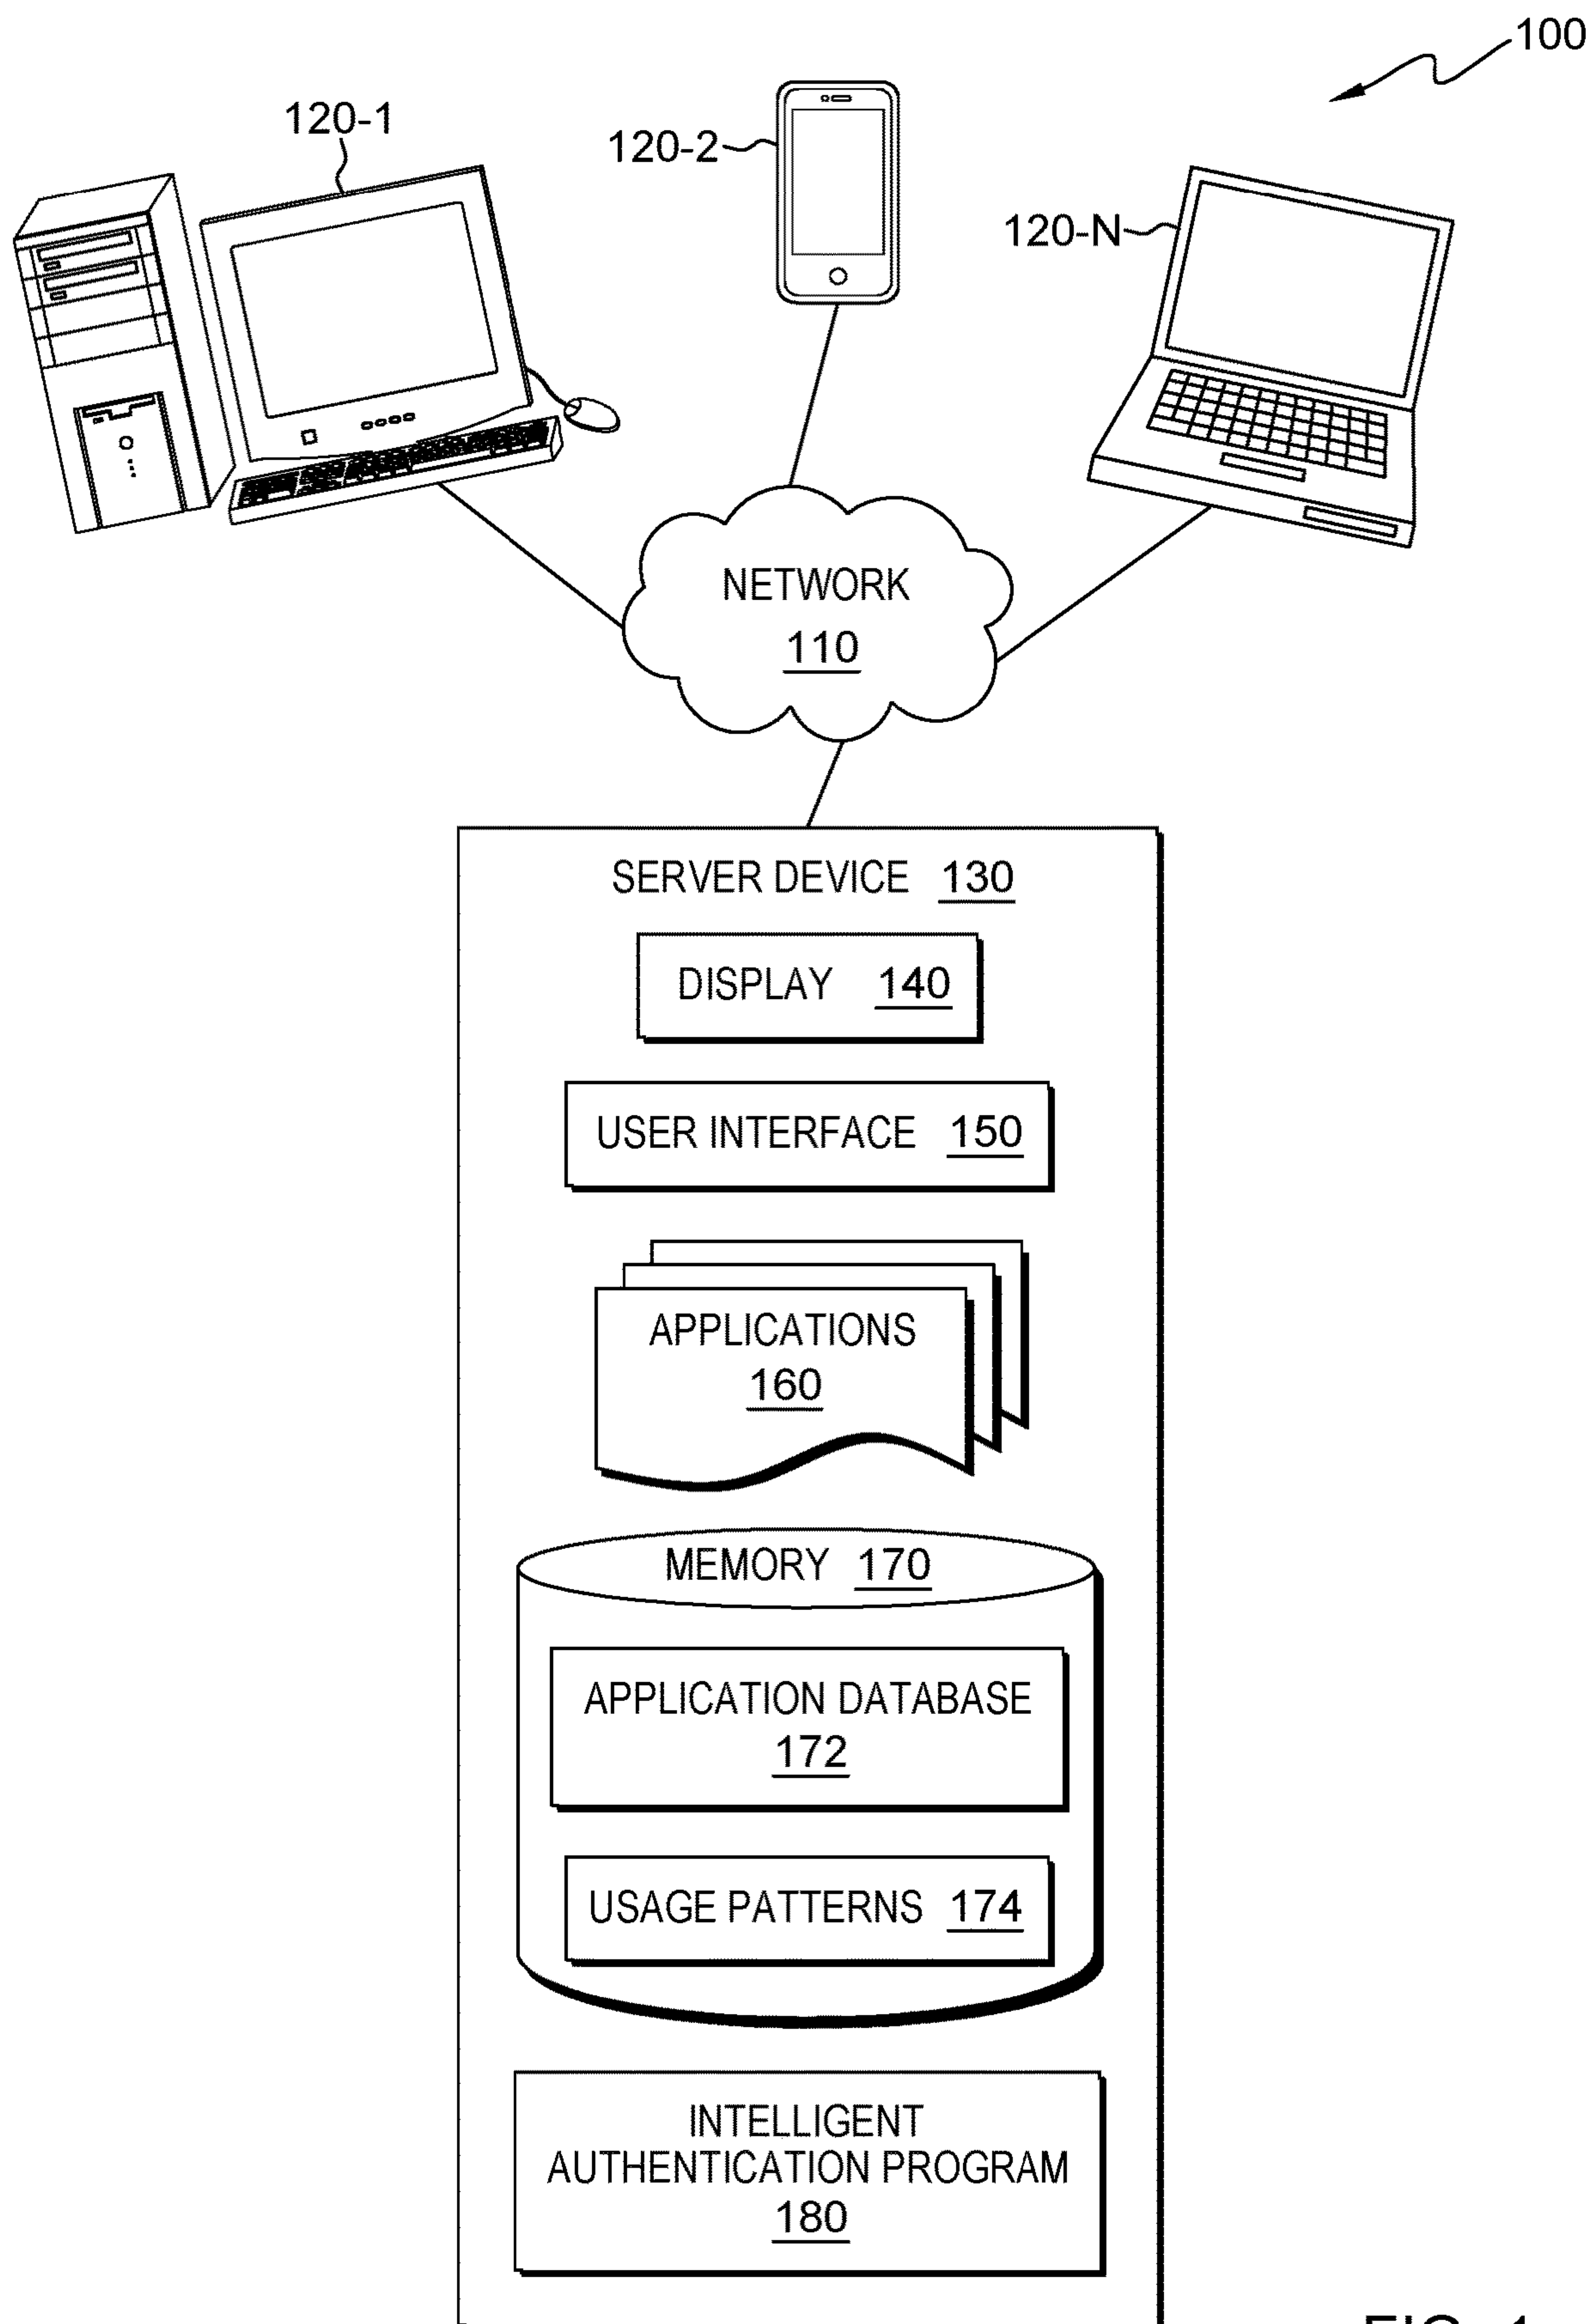 100
120-1
120-2
120-N
NETWORK
110
SERVER DEVICE 130
DISPLAY 140
USER INTERFACE 150
APPLICATIONS
160
MEMORY 170
APPLICATION DATABASE
172
USAGE PATTERNS 174
INTELLIGENT
AUTHENTICATION PROGRAM
180